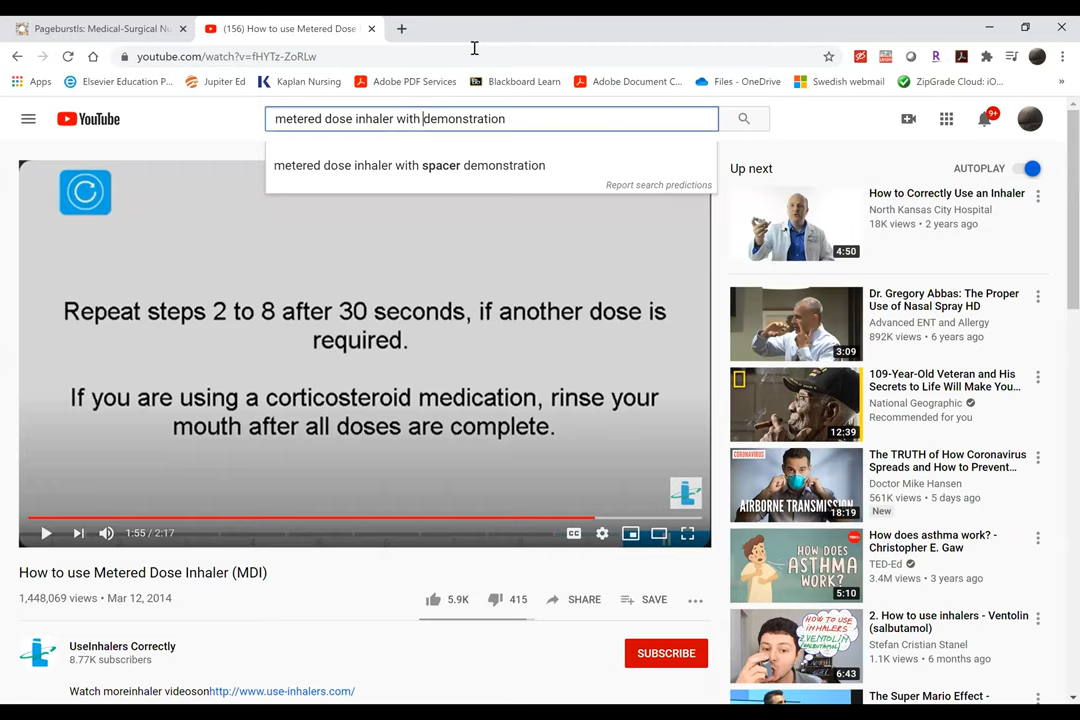 Pageburstls: Medical-Surgical Nu
(156) How to use Metered Dose
youtube.com/watch?v=fHYTz-ZoRLw
Apps
Elsevier Education P...
Jupiter Ed
Kaplan Nursing
Adobe PDF Services
Blackboard Learn
Adobe Document C...
Files - OneDrive
Swedish webmail
ZipGrade Cloud: iO...
»
YouTube
metered dose inhaler with demonstration
9+
metered dose inhaler with spacer demonstration
Report search predictions
Repeat steps 2 to 8 after 30 seconds, if another dose is
required.
If you are using a corticosteroid medication, rinse your
mouth after all doses are complete.
1:55 / 2:17
CC
How to use Metered Dose Inhaler (MDI)
1,448,069 views • Mar 12, 2014
5.9K
415
SHARE
SAVE
UseInhalers Correctly
8.77K subscribers
SUBSCRIBE
Watch moreinhaler videosonhttp://www.use-inhalers.com/
Up next
AUTOPLAY
4:50
How to Correctly Use an Inhaler
North Kansas City Hospital
18K views • 2 years ago
3:09
Dr. Gregory Abbas: The Proper
Use of Nasal Spray HD
Advanced ENT and Allergy
892K views • 6 years ago
12:39
109-Year-Old Veteran and His
Secrets to Life Will Make You...
National Geographic
Recommended for you
CORONAVIRUS
AIRBORNE TRANSMISSION
18:19
The TRUTH of How Coronavirus
Spreads and How to Prevent...
Doctor Mike Hansen
561K views • 5 days ago
New
HOW DOES
ASTHMA
WORK?
5:10
How does asthma work? -
Christopher E. Gaw
TED-Ed
3.4M views • 3 years ago
HOW TO USE
INHALERS
2.VENTOLIN
6:43
2. How to use inhalers - Ventolin
(salbutamol)
Stefan Cristian Stanel
1.1K views • 6 months ago
The Super Mario Effect -